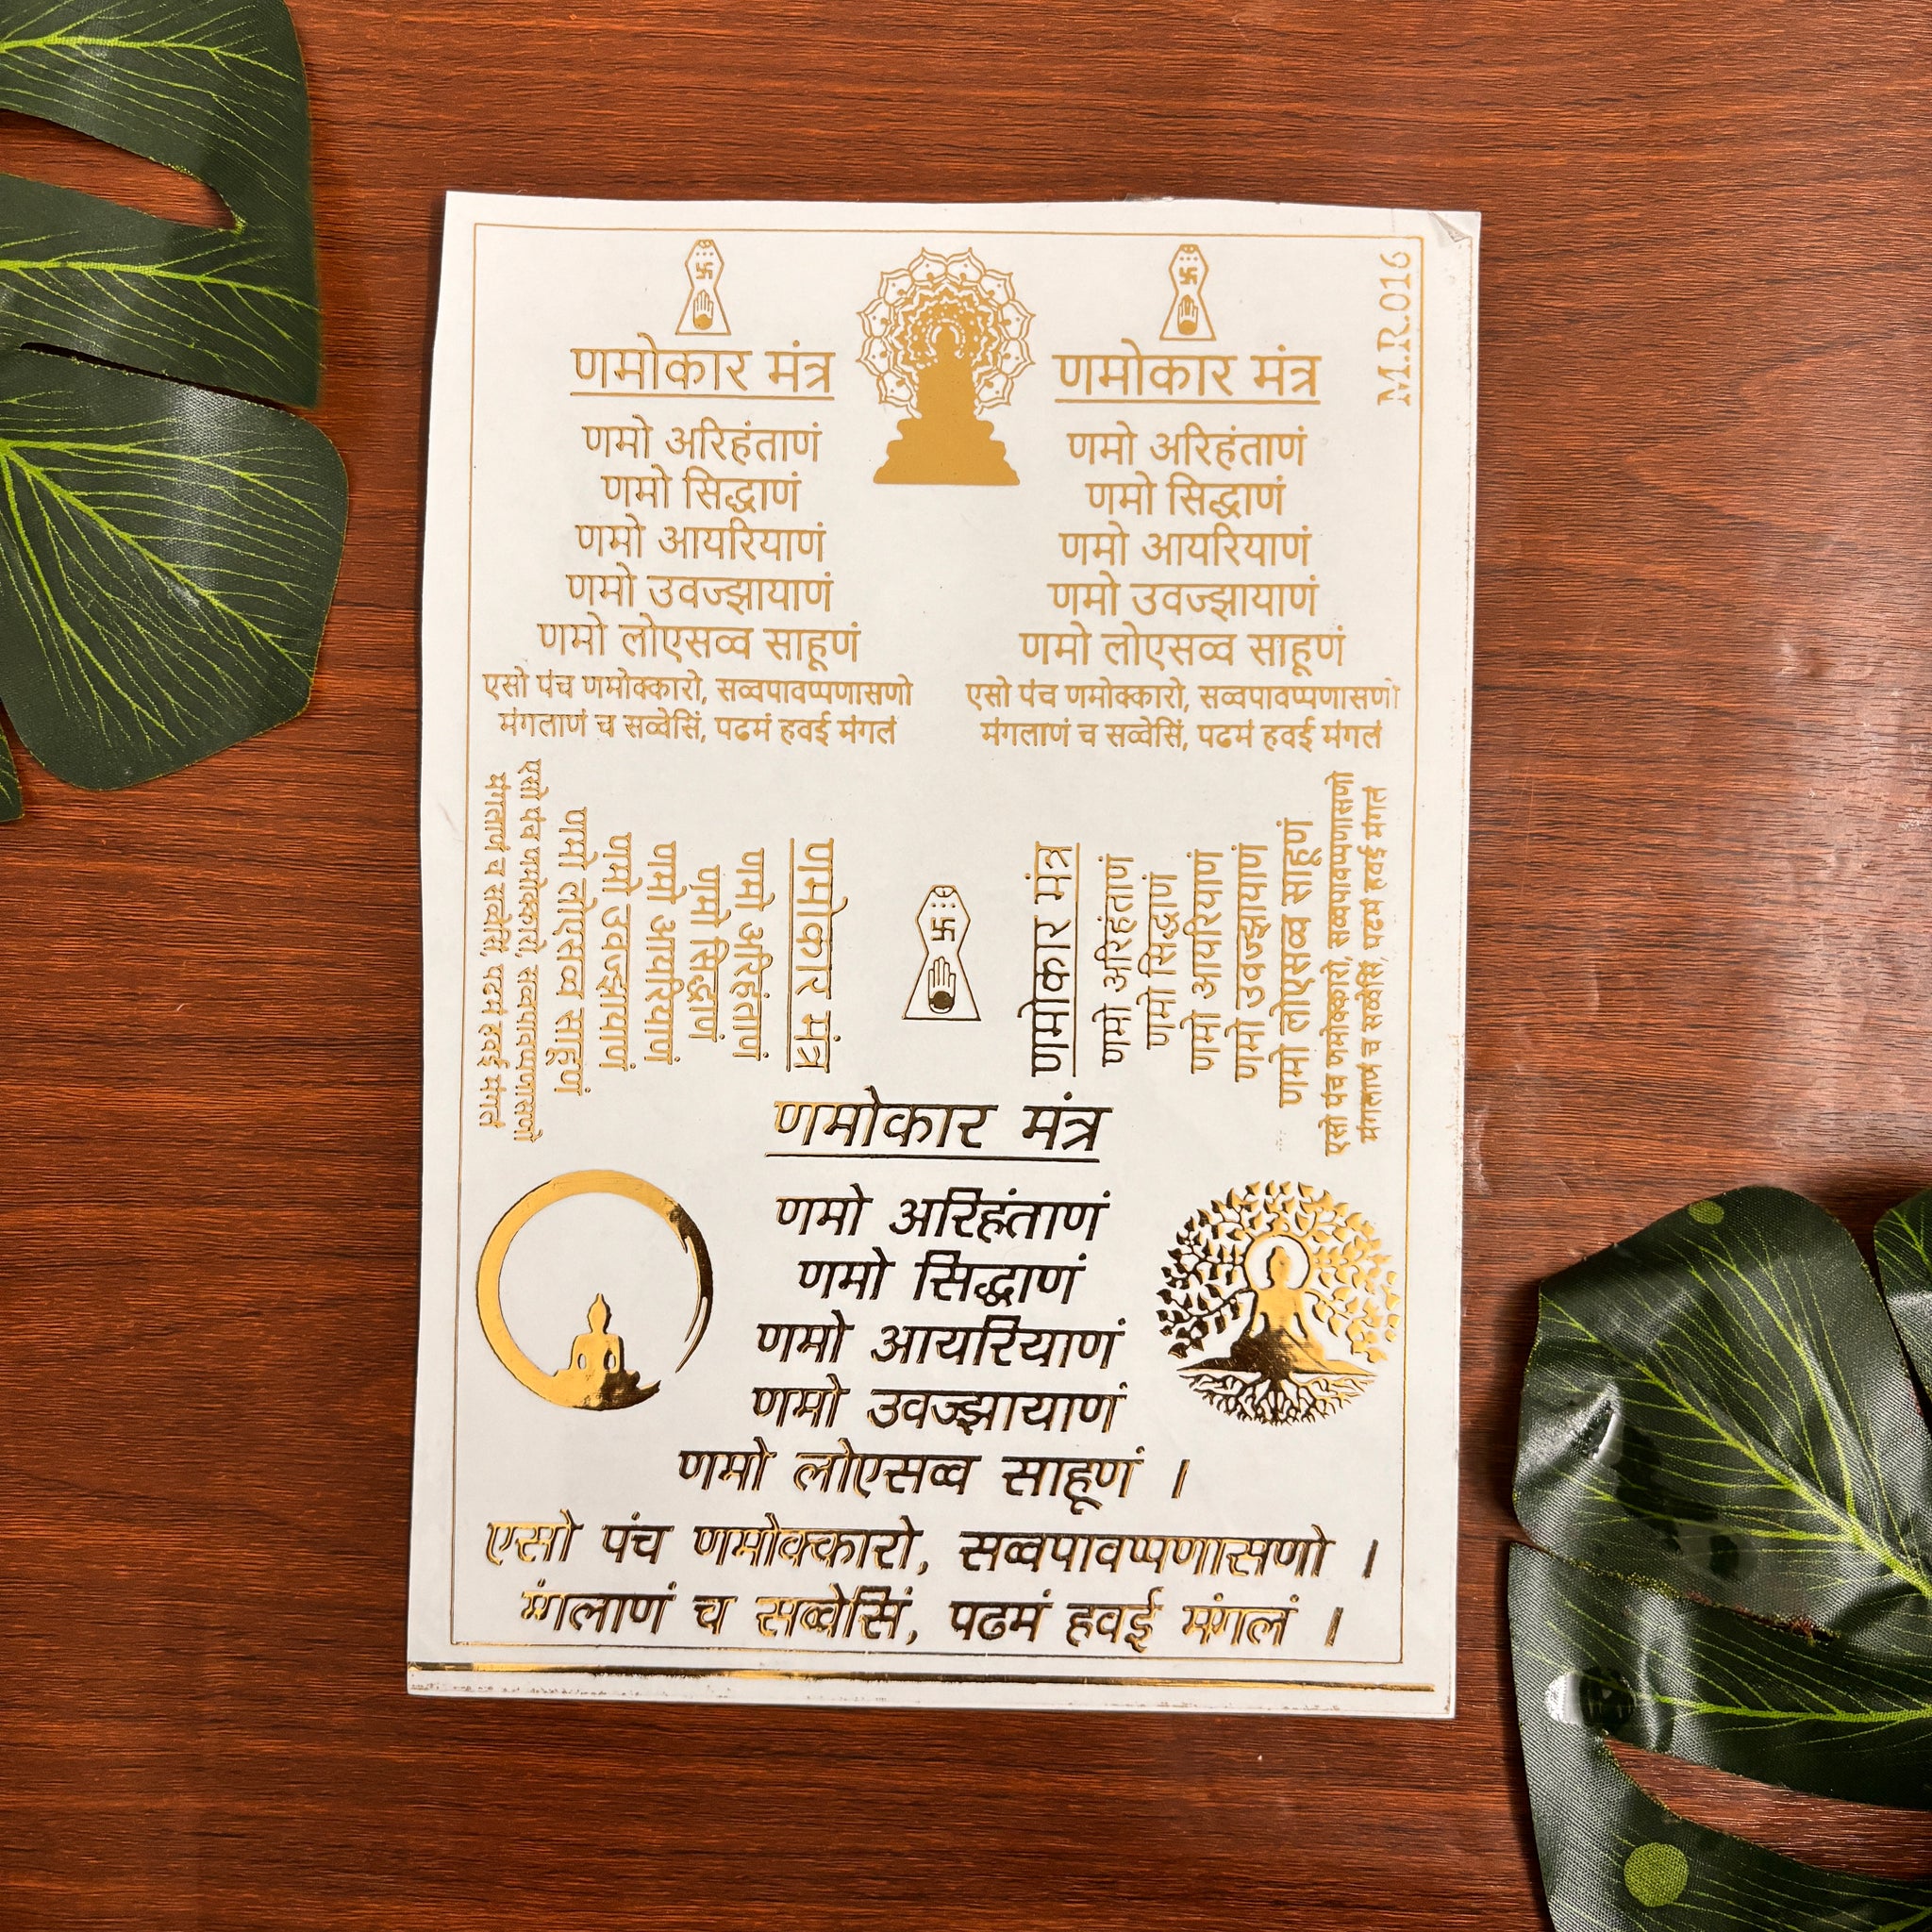 णमोकार मंत्र
णमो अरिहंताणं
णमो सिद्धाणं
णमो आयरियाणं
णमो उवज्झायाणं
णमो लोएसव्व साहूणं
एसो पंच णमोक्कारो, सव्वपावप्पणासणो
मंगलाणं च सव्वेसिं, पढमं हवई मंगलं
णमोकार मंत्र
णमो अरिहंताणं
णमो सिद्धाणं
णमो आयरियाणं
णमो उवज्झायाणं
णमो लोएसव्व साहूणं
एसो पंच णमोक्कारो, सव्वपावप्पणासणो
मंगलाणं च सव्वेसिं, पढमं हवई मंगलं
M.R.016
णमोकार मंत्र
णमो अरिहंताणं
णमो सिद्धाणं
णमो आयरियाणं
णमो उवज्झायाणं
णमो लोएसव्व साहूणं
एसो पंच णमोक्कारो, सव्वपावप्पणासणो
मंगलाणं च सव्वेसिं, पढमं हवई मंगलं
णमोकार मंत्र
णमो अरिहंताणं
णमो सिद्धाणं
णमो आयरियाणं
णमो उवज्झायाणं
णमो लोएसव्व साहूणं
एसो पंच णमोक्कारो, सव्वपावप्पणासणो
मंगलाणं च सव्वेसिं, पढमं हवई मंगलं
णमोकार मंत्र
णमो अरिहंताणं
णमो सिद्धाणं
णमो आयरियाणं
णमो उवज्झायाणं
णमो लोएसव्व साहूणं ।
एसो पंच णमोक्कारो, सव्वपावप्पणासणो ।
मंगलाणं च सव्वेसिं, पढमं हवई मंगलं ।